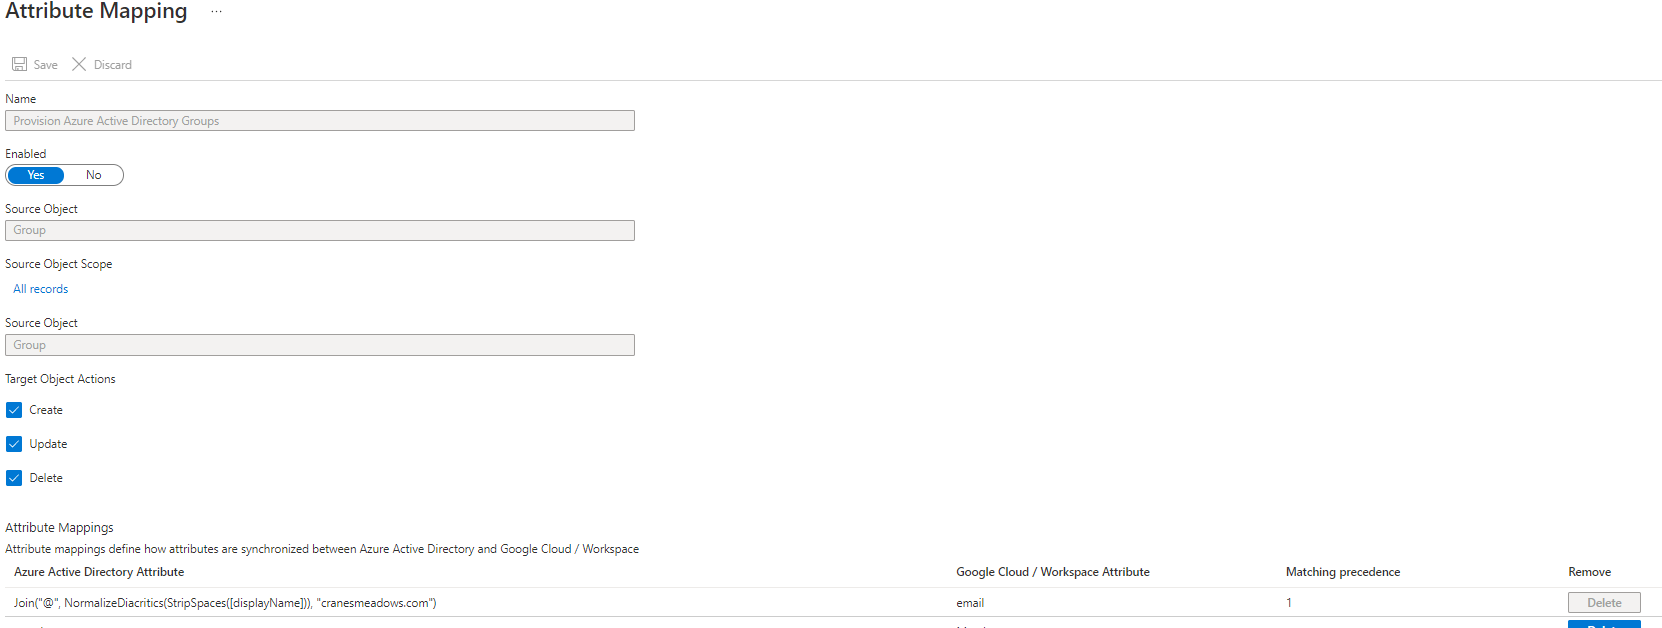 Attribute Mapping ...
Save Discard
Name
Provision Azure Active Directory Groups
Enabled
Yes No
Source Object
Group
Source Object Scope
All records
Source Object
Group
Target Object Actions
Create
Update
Delete
Attribute Mappings
Attribute mappings define how attributes are synchronized between Azure Active Directory and Google Cloud / Workspace
Azure Active Directory Attribute Google Cloud / Workspace Attribute Matching precedence Remove
Join("@", NormalizeDiacritics(StripSpaces([displayName])), "cranesmeadows.com") email 1 Delete